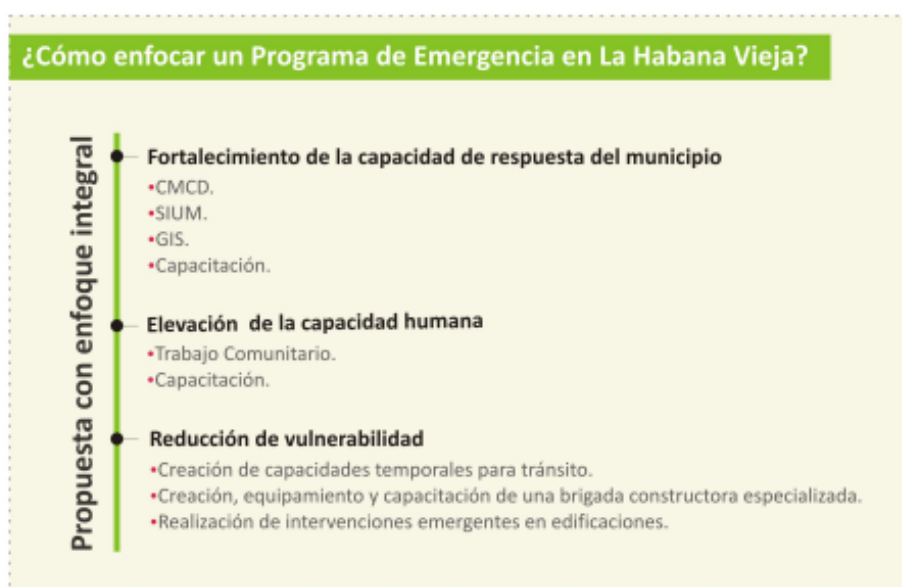 ¿Cómo enfocar un Programa de Emergencia en La Habana Vieja?
Propuesta con enfoque integral
Fortalecimiento de la capacidad de respuesta del municipio
•CMCD.
•SIUM.
•GIS.
•Capacitación.
Elevación de la capacidad humana
•Trabajo Comunitario.
•Capacitación.
Reducción de vulnerabilidad
•Creación de capacidades temporales para tránsito.
•Creación, equipamiento y capacitación de una brigada constructora especializada.
•Realización de intervenciones emergentes en edificaciones.